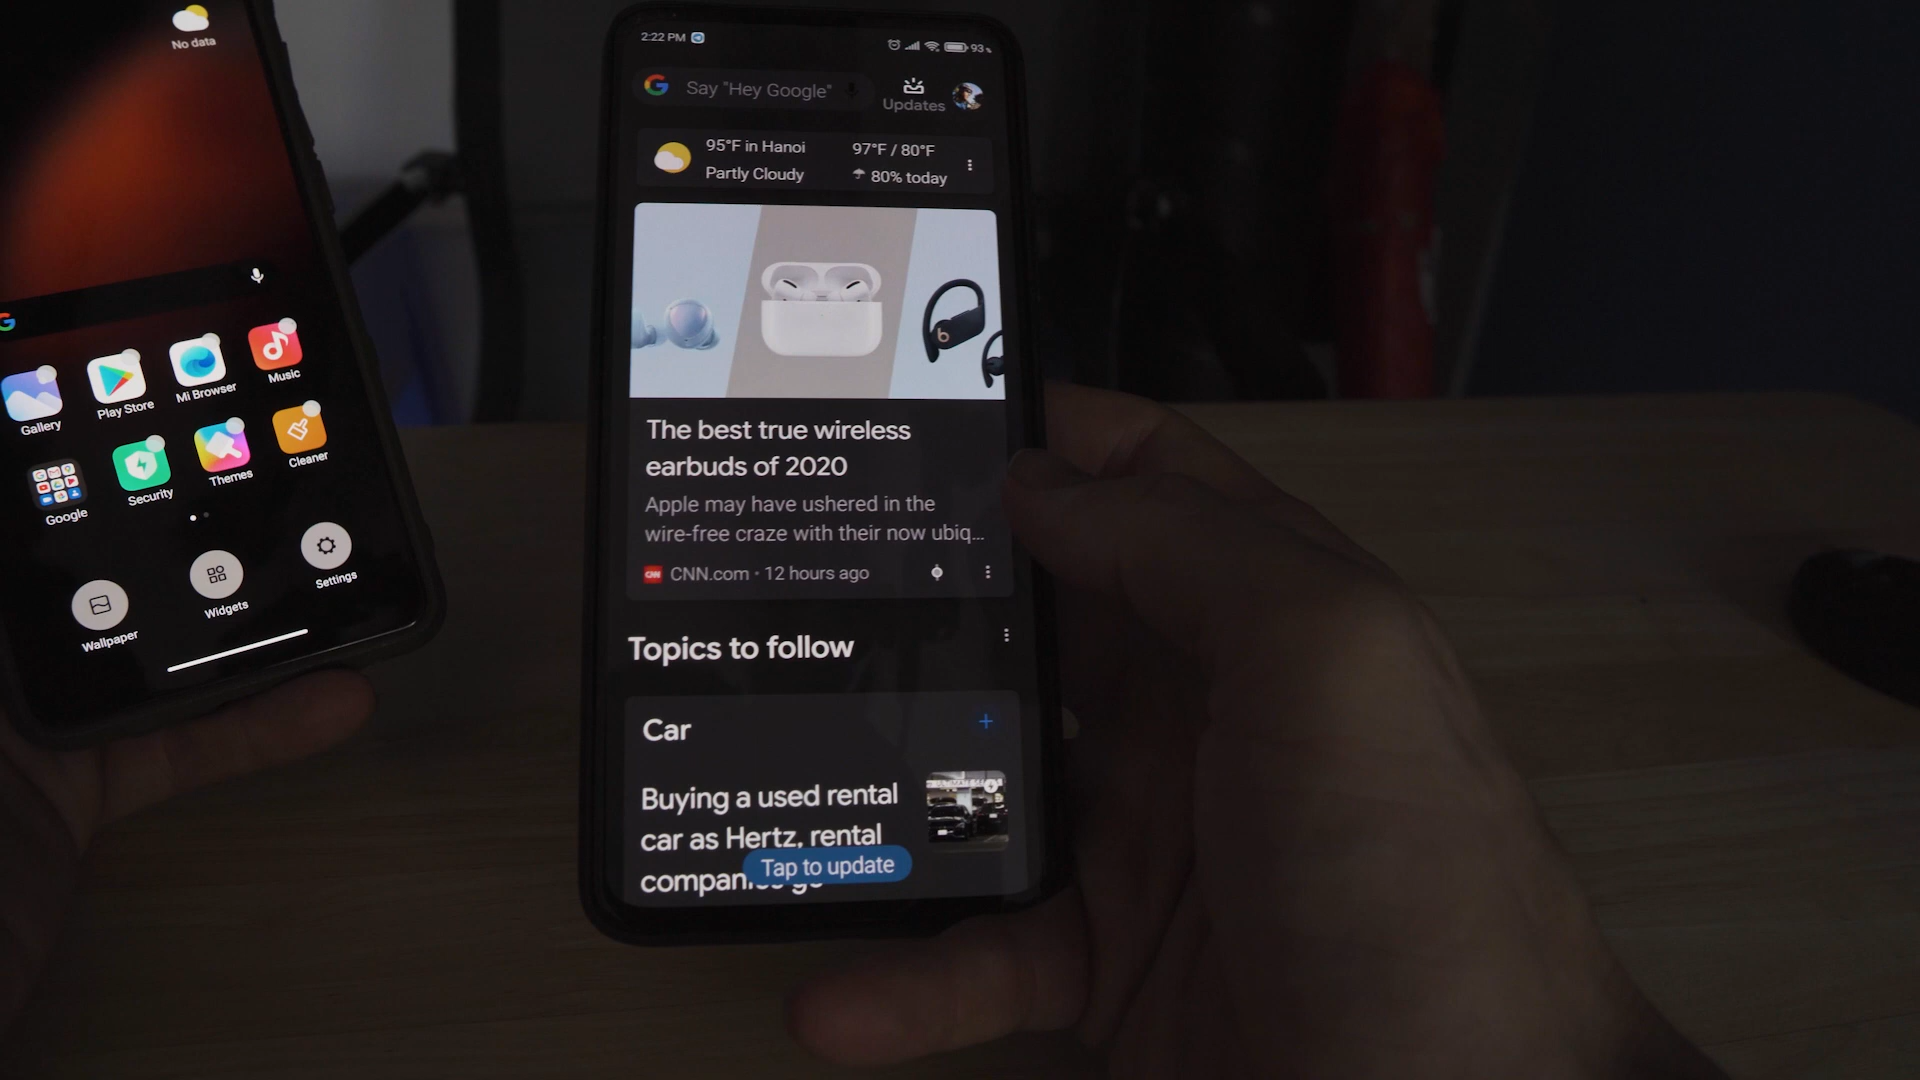 No data
Gallery
Play Store
Mi Browser
Music
Google
Security
Themes
Cleaner
Wallpaper
Widgets
Settings
2:22 PM
93
Say "Hey Google"
Updates
95°F in Hanoi
97°F / 80°F
Partly Cloudy
80% today
b
The best true wireless
earbuds of 2020
Apple may have ushered in the
wire-free craze with their now ubiq...
CNN
CNN.com · 12 hours ago
Topics to follow
Car
Buying a used rental
car as Hertz, rental
Tap to update